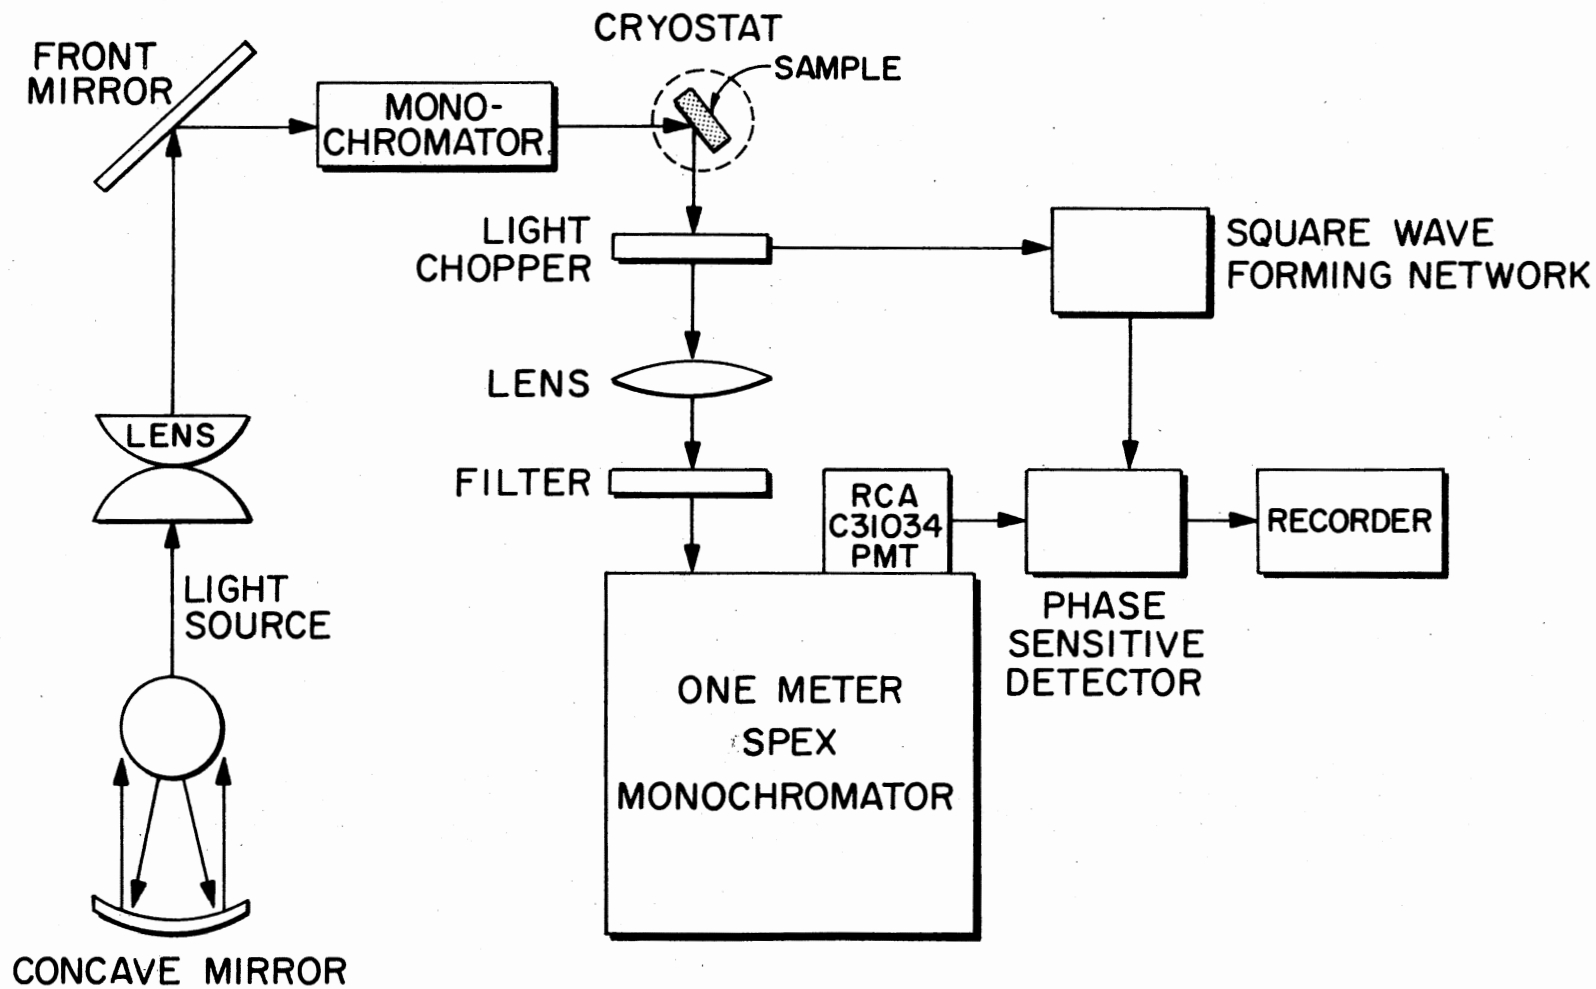 CRYOSTAT
FRONT
MIRROR
SAMPLE
MONO-
CHROMATOR
LIGHT
CHOPPER
SQUARE WAVE
FORMING NETWORK
LENS
LENS
FILTER
RCA
C31034
PMT
RECORDER
LIGHT
SOURCE
PHASE
SENSITIVE
DETECTOR
ONE METER
SPEX
MONOCHROMATOR
CONCAVE MIRROR